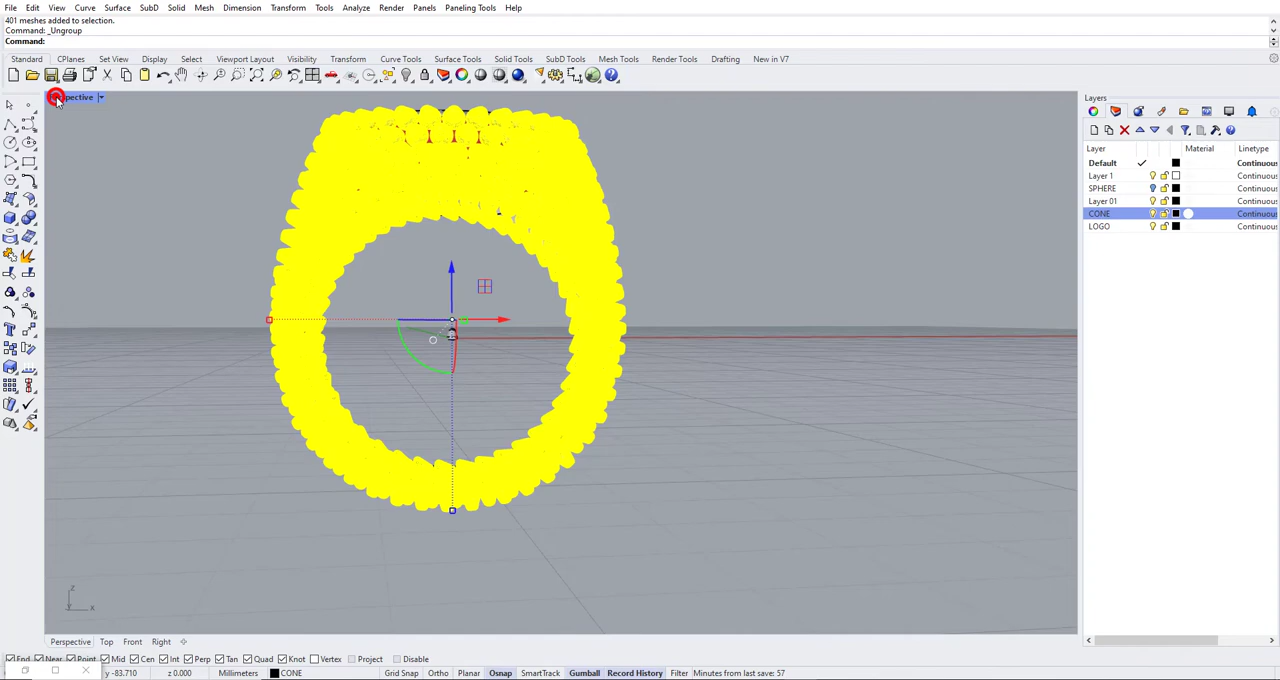 File Edit View Curve Surface SubD Solid Mesh Dimension Transform Tools Analyze Render Panels Paneling Tools Help
401 meshes added to selection.
Command: _Ungroup
Command:
Standard CPlanes Set View Display Select Viewport Layout Visibility Transform Curve Tools Surface Tools Solid Tools SubD Tools Mesh Tools Render Tools Drafting New in V7
Perspective
Layers
Layer Material Linetype
Default Continuous
Layer 1 Continuous
SPHERE Continuous
Layer 01 Continuous
CONE Continuous
LOGO Continuous
z
x
Perspective Top Front Right
End Near Point Mid Cen Int Perp Tan Quad Knot Vertex Project Disable
y -83.710 z 0.000 Millimeters CONE Grid Snap Ortho Planar Osnap SmartTrack Gumball Record History Filter Minutes from last save: 57